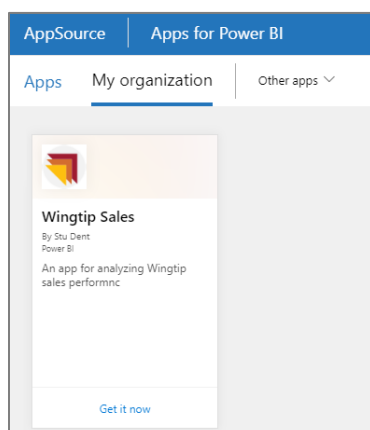 AppSource Apps for Power BI
Apps My organization Other apps
Wingtip Sales
By Stu Dent
Power BI
An app for analyzing Wingtip
sales performnc
Get it now